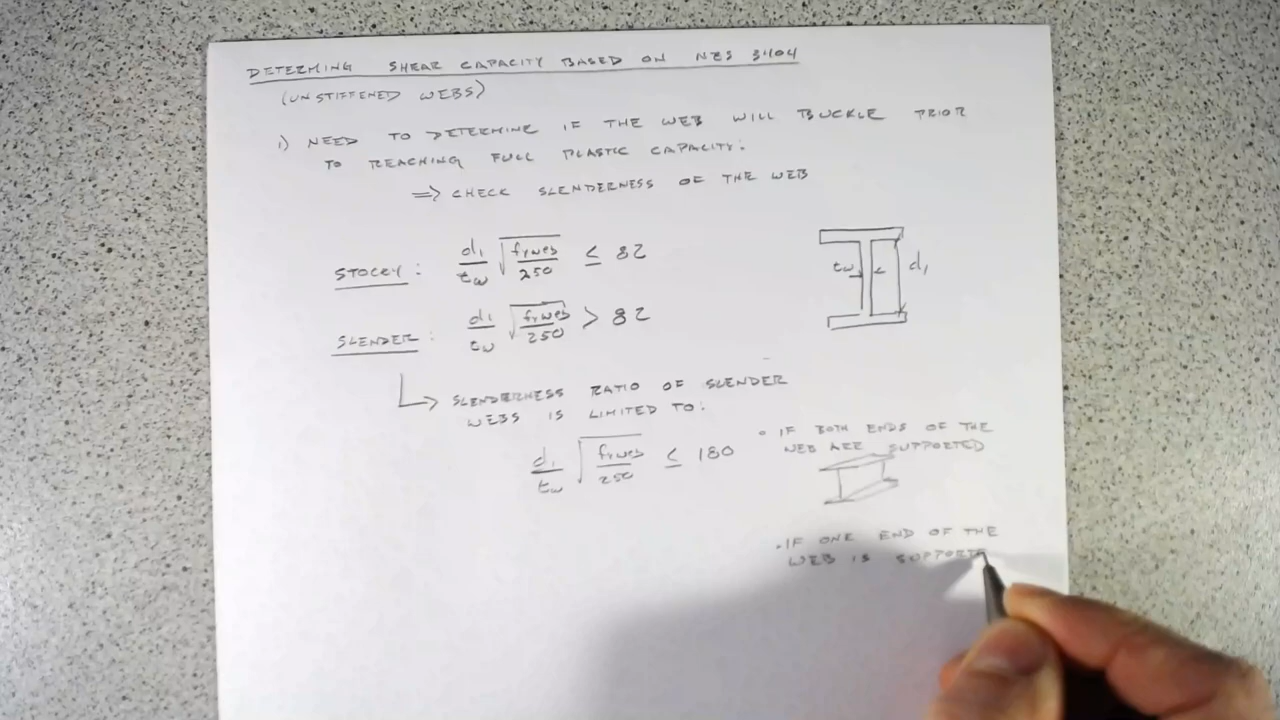 DETERMING SHEAR CAPACITY BASED ON NZS 3404
(UNSTIFFENED WEBS)
1) NEED TO DETERMINE IF THE WEB WILL BUCKLE PRIOR
TO REACHING FULL PLASTIC CAPACITY:
⇒ CHECK SLENDERNESS OF THE WEB
STOCKY: d1/tw √(fyweb/250) ≤ 82
tw d1
SLENDER: d1/tw √(fyweb/250) > 82
SLENDERNESS RATIO OF SLENDER
WEBS IS LIMITED TO:
d1/tw √(fyweb/250) ≤ 180
• IF BOTH ENDS OF THE
WEB ARE SUPPORTED
• IF ONE END OF THE
WEB IS SUPPORTE